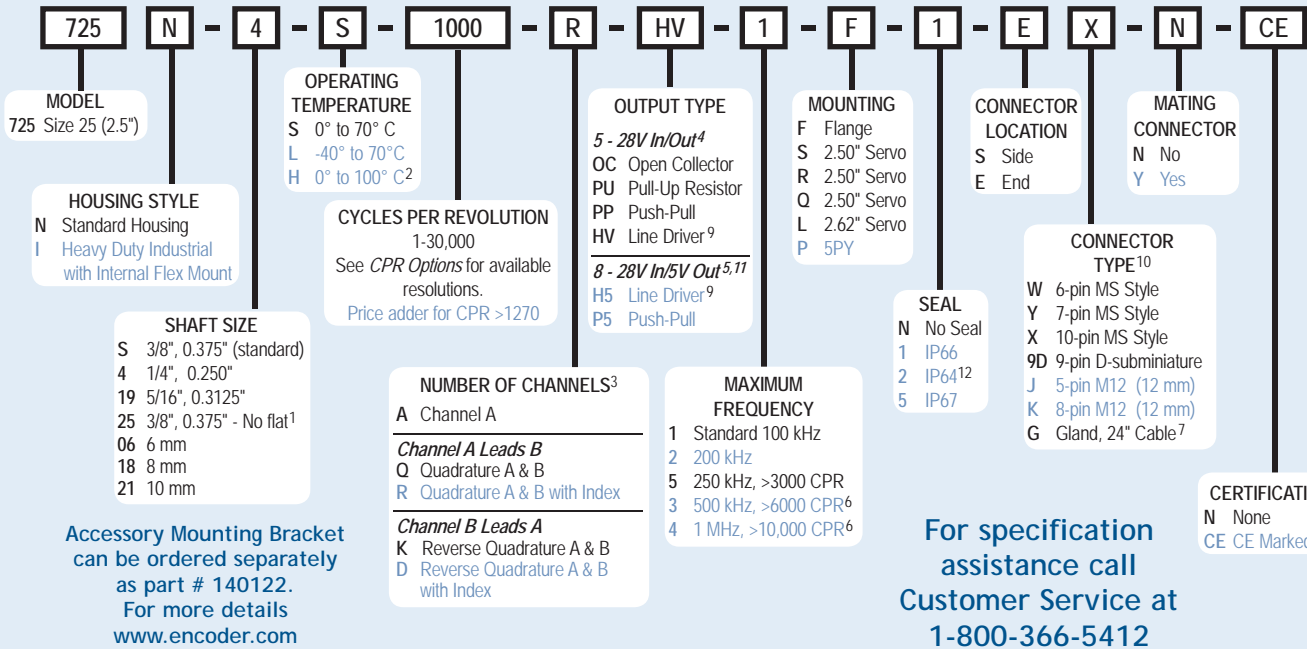 725 N - 4 - S - 1000 - R - HV - 1 - F - 1 - E X - N - CE
MODEL
725 Size 25 (2.5")
HOUSING STYLE
N Standard Housing
I Heavy Duty Industrial
with Internal Flex Mount
SHAFT SIZE
S 3/8", 0.375" (standard)
4 1/4", 0.250"
19 5/16", 0.3125"
25 3/8", 0.375" - No flat1
06 6 mm
18 8 mm
21 10 mm
OPERATING
TEMPERATURE
S 0° to 70° C
L -40° to 70°C
H 0° to 100° C2
CYCLES PER REVOLUTION
1-30,000
See CPR Options for available
resolutions.
Price adder for CPR >1270
NUMBER OF CHANNELS3
A Channel A
Channel A Leads B
Q Quadrature A & B
R Quadrature A & B with Index
Channel B Leads A
K Reverse Quadrature A & B
D Reverse Quadrature A & B
with Index
OUTPUT TYPE
5 - 28V In/Out4
OC Open Collector
PU Pull-Up Resistor
PP Push-Pull
HV Line Driver9
8 - 28V In/5V Out5,11
H5 Line Driver9
P5 Push-Pull
MAXIMUM
FREQUENCY
1 Standard 100 kHz
2 200 kHz
5 250 kHz, >3000 CPR
3 500 kHz, >6000 CPR6
4 1 MHz, >10,000 CPR6
MOUNTING
F Flange
S 2.50" Servo
R 2.50" Servo
Q 2.50" Servo
L 2.62" Servo
P 5PY
SEAL
N No Seal
1 IP66
2 IP6412
5 IP67
CONNECTOR
LOCATION
S Side
E End
CONNECTOR
TYPE10
W 6-pin MS Style
Y 7-pin MS Style
X 10-pin MS Style
9D 9-pin D-subminiature
J 5-pin M12 (12 mm)
K 8-pin M12 (12 mm)
G Gland, 24" Cable7
MATING
CONNECTOR
N No
Y Yes
CERTIFICATI
N None
CE CE Marked
Accessory Mounting Bracket
can be ordered separately
as part # 140122.
For more details
www.encoder.com
For specification
assistance call
Customer Service at
1-800-366-5412